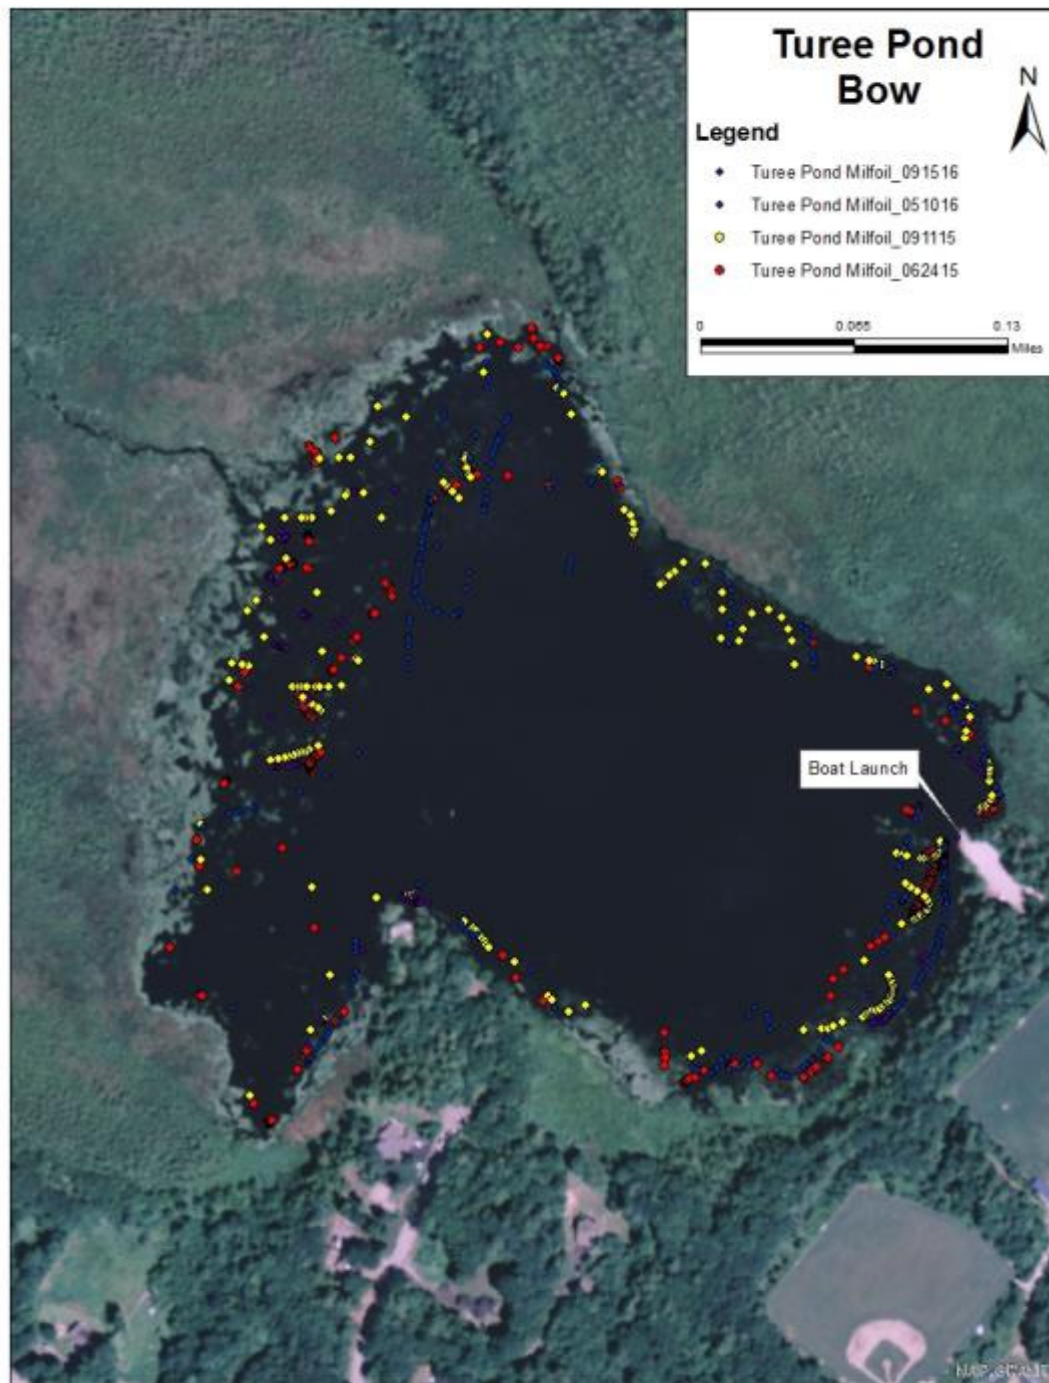 Turee Pond
Bow
N
Legend
Turee Pond Milfoil_091516
Turee Pond Milfoil_051016
Turee Pond Milfoil_091115
Turee Pond Milfoil_062415
0 0.065 0.13
Miles
Boat Launch